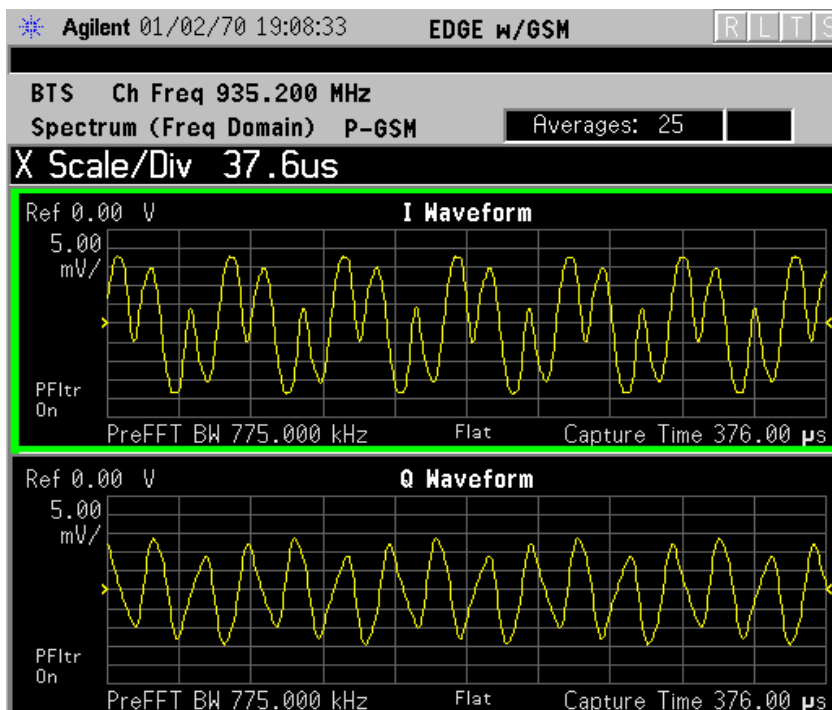 Agilent 01/02/70 19:08:33 EDGE w/GSM R L T S
BTS Ch Freq 935.200 MHz
Spectrum (Freq Domain) P-GSM Averages: 25
X Scale/Div 37.6us
Ref 0.00 V I Waveform
5.00
mV/
PFltr
On
PreFFT BW 775.000 kHz Flat Capture Time 376.00 µs
Ref 0.00 V Q Waveform
5.00
mV/
PFltr
On
PreFFT BW 775.000 kHz Flat Capture Time 376.00 µs